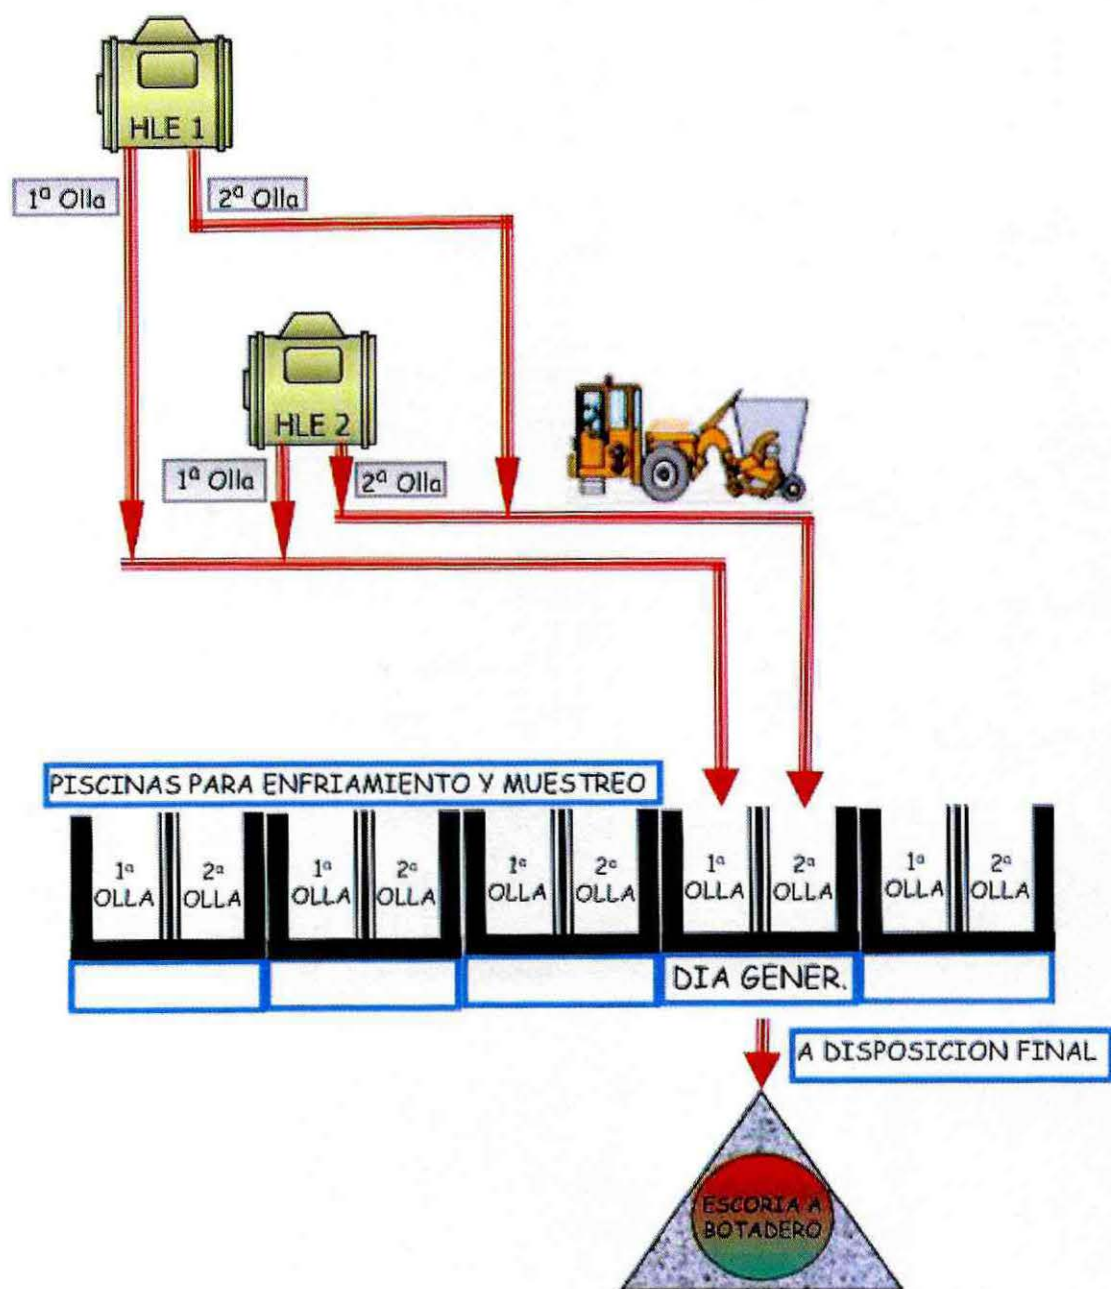 HLE 1
1ª Olla
2ª Olla
HLE 2
1ª Olla
2ª Olla
PISCINAS PARA ENFRIAMIENTO Y MUESTREO
1ª
OLLA
2ª
OLLA
1ª
OLLA
2ª
OLLA
1ª
OLLA
2ª
OLLA
1ª
OLLA
2ª
OLLA
1ª
OLLA
2ª
OLLA
DIA GENER.
A DISPOSICION FINAL
ESCORIA A
BOTADERO